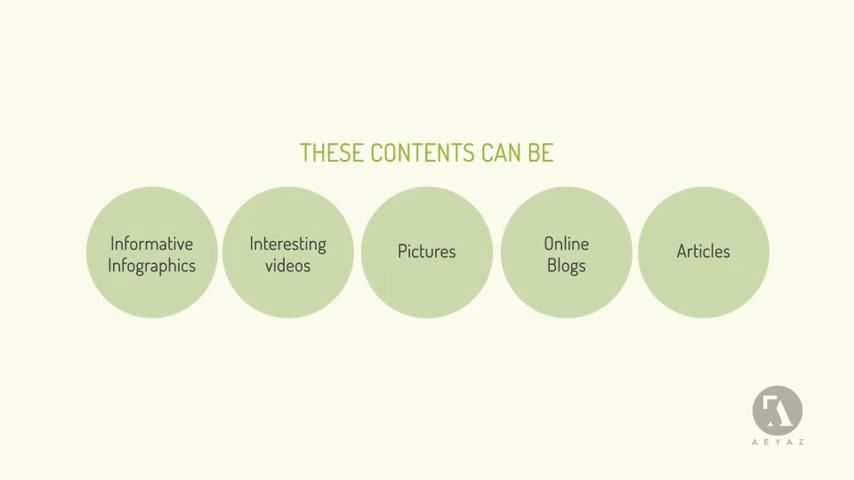 THESE CONTENTS CAN BE
Informative
Infographics
Interesting
videos
Pictures
Online
Blogs
Articles
AEYAZ